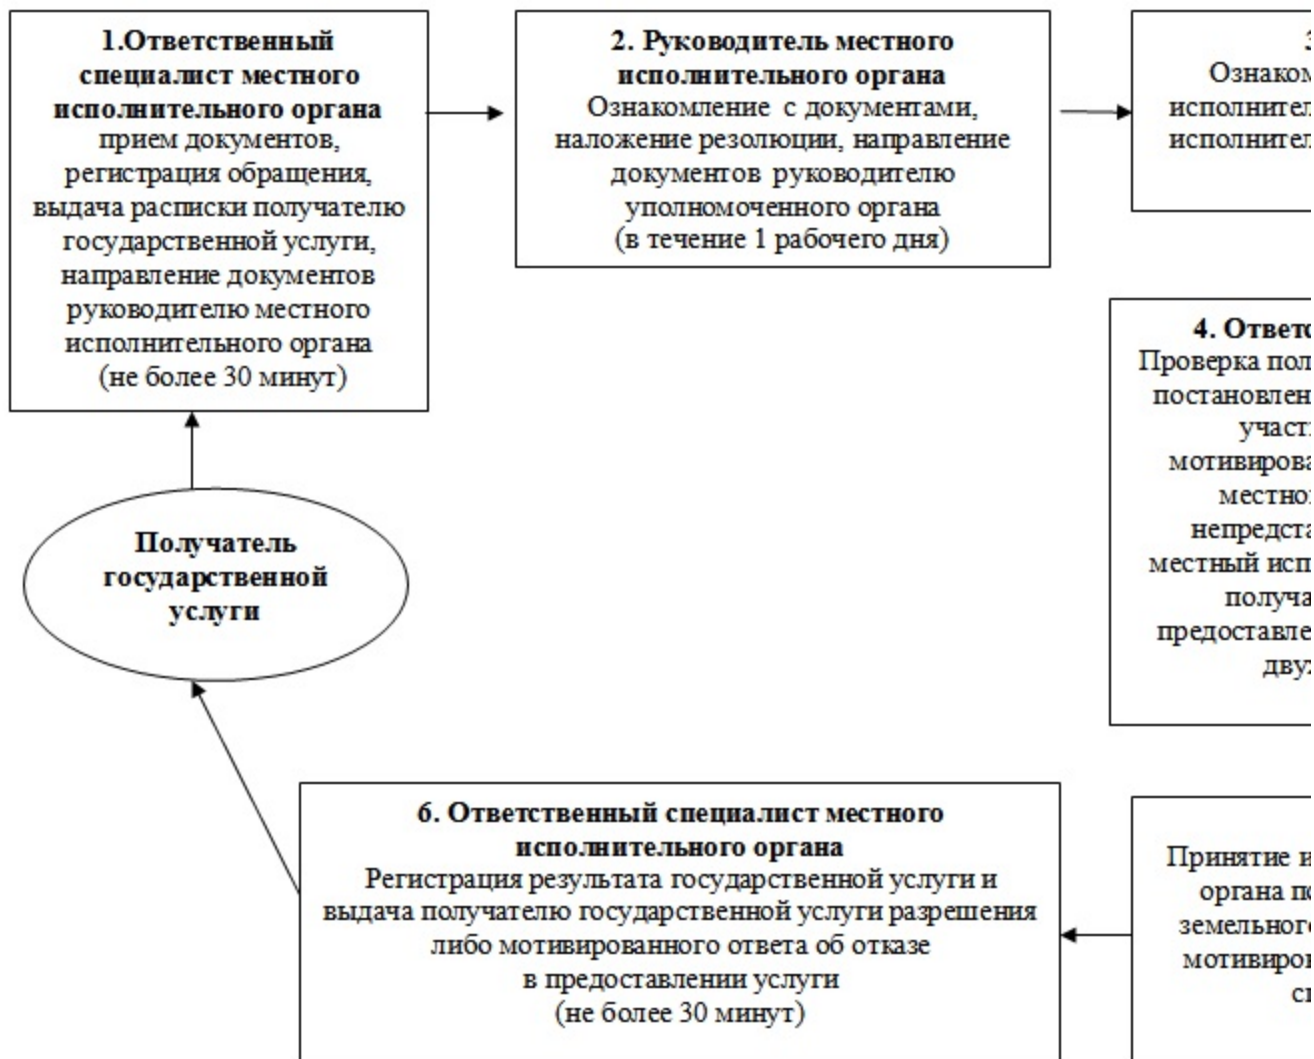 1.Ответственный
специалист местного
исполнительного органа
прием документов,
регистрация обращения,
выдача расписки получателю
государственной услуги,
направление документов
руководителю местного
исполнительного органа
(не более 30 минут)
2. Руководитель местного
исполнительного органа
Ознакомление с документами,
наложение резолюции, направление
документов руководителю
уполномоченного органа
(в течение 1 рабочего дня)
Ознаком
исполнител
исполнител
4. Ответс
Проверка пол
постановлен
участ
мотивирова
местно
непредста
местный исп
получа
предоставле
дву
Получатель
государственной
услуги
6. Ответственный специалист местного
исполнительного органа
Регистрация результата государственной услуги и
выдача получателю государственной услуги разрешения
либо мотивированного ответа об отказе
в предоставлении услуги
(не более 30 минут)
Принятие и
органа по
земельного
мотивиров